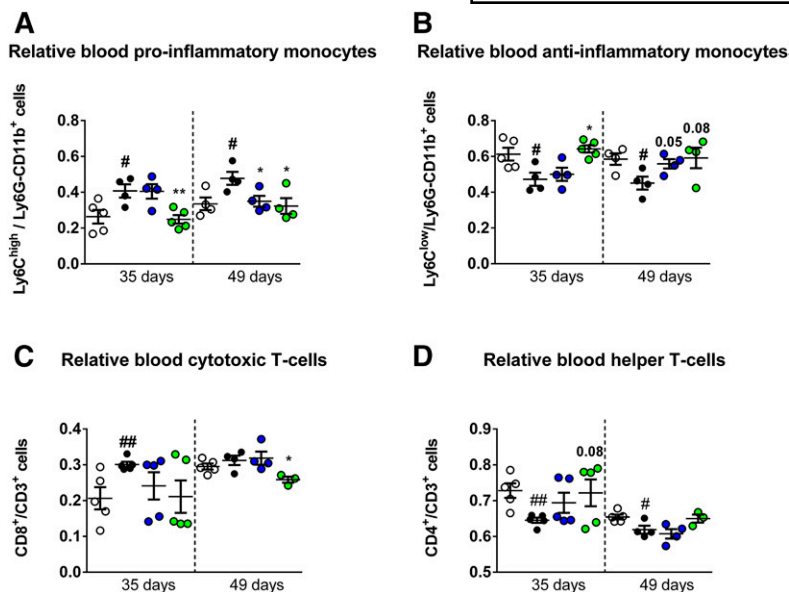 A
Relative blood pro-inflammatory monocytes
Ly6C^high / Ly6G-CD11b⁺ cells
0.8
0.6
0.4
0.2
0.0
#
**
#
*
*
35 days
49 days
B
Relative blood anti-inflammatory monocytes
Ly6C^low/Ly6G-CD11b⁺ cells
0.8
0.6
0.4
0.2
0.0
#
*
#
0.05
0.08
35 days
49 days
C
Relative blood cytotoxic T-cells
CD8⁺/CD3⁺ cells
0.4
0.3
0.2
0.1
0.0
##
*
35 days
49 days
D
Relative blood helper T-cells
CD4⁺/CD3⁺ cells
0.9
0.8
0.7
0.6
0.5
##
0.08
#
35 days
49 days